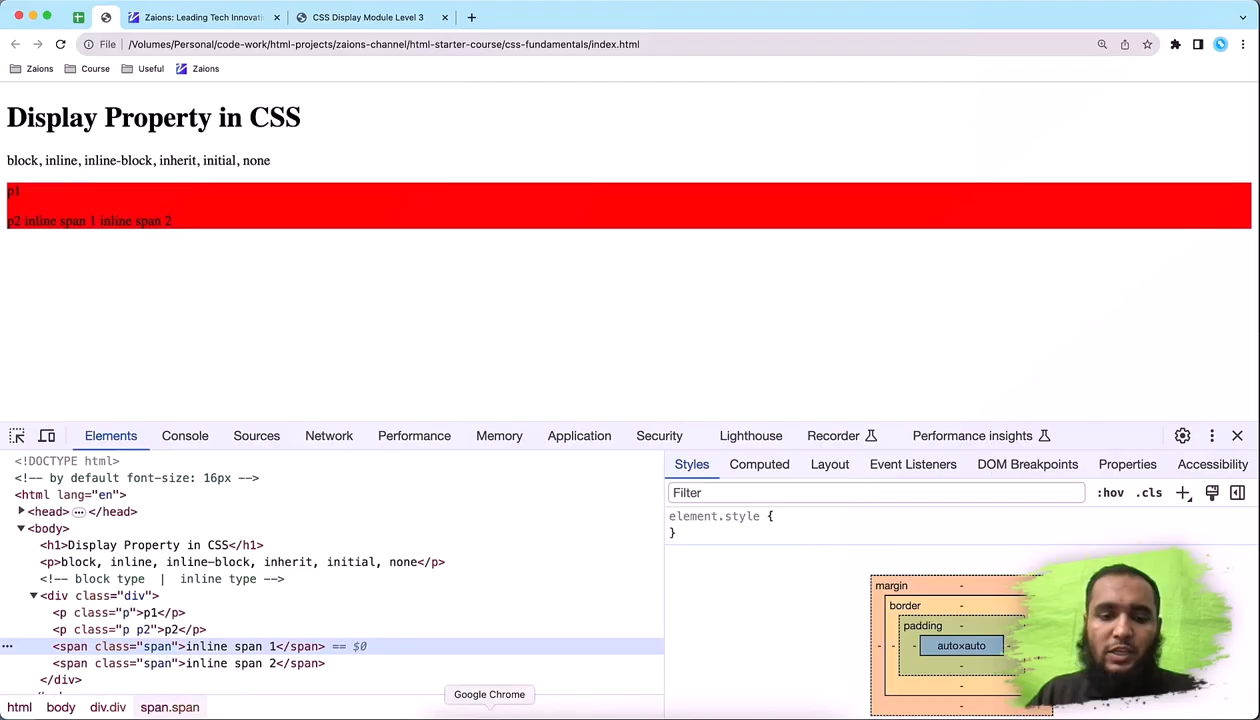 Zaions: Leading Tech Innovati
CSS Display Module Level 3
File
/Volumes/Personal/code-work/html-projects/zaions-channel/html-starter-course/css-fundamentals/index.html
Zaions Course Useful Zaions
Display Property in CSS
block, inline, inline-block, inherit, initial, none
p1
p2 inline span 1 inline span 2
Elements Console Sources Network Performance Memory Application Security Lighthouse Recorder Performance insights
<!DOCTYPE html>
<!-- by default font-size: 16px -->
<html lang="en">
<head> ⋯ </head>
<body>
<h1>Display Property in CSS</h1>
<p>block, inline, inline-block, inherit, initial, none</p>
<!-- block type | inline type -->
<div class="div">
<p class="p">p1</p>
<p class="p p2">p2</p>
<span class="span">inline span 1</span> == $0
<span class="span">inline span 2</span>
</div>
html body div.div span.span
Google Chrome
Styles Computed Layout Event Listeners DOM Breakpoints Properties Accessibility
Filter
:hov .cls
element.style {
}
margin -
border -
padding -
- - - auto×auto -
-
-
-